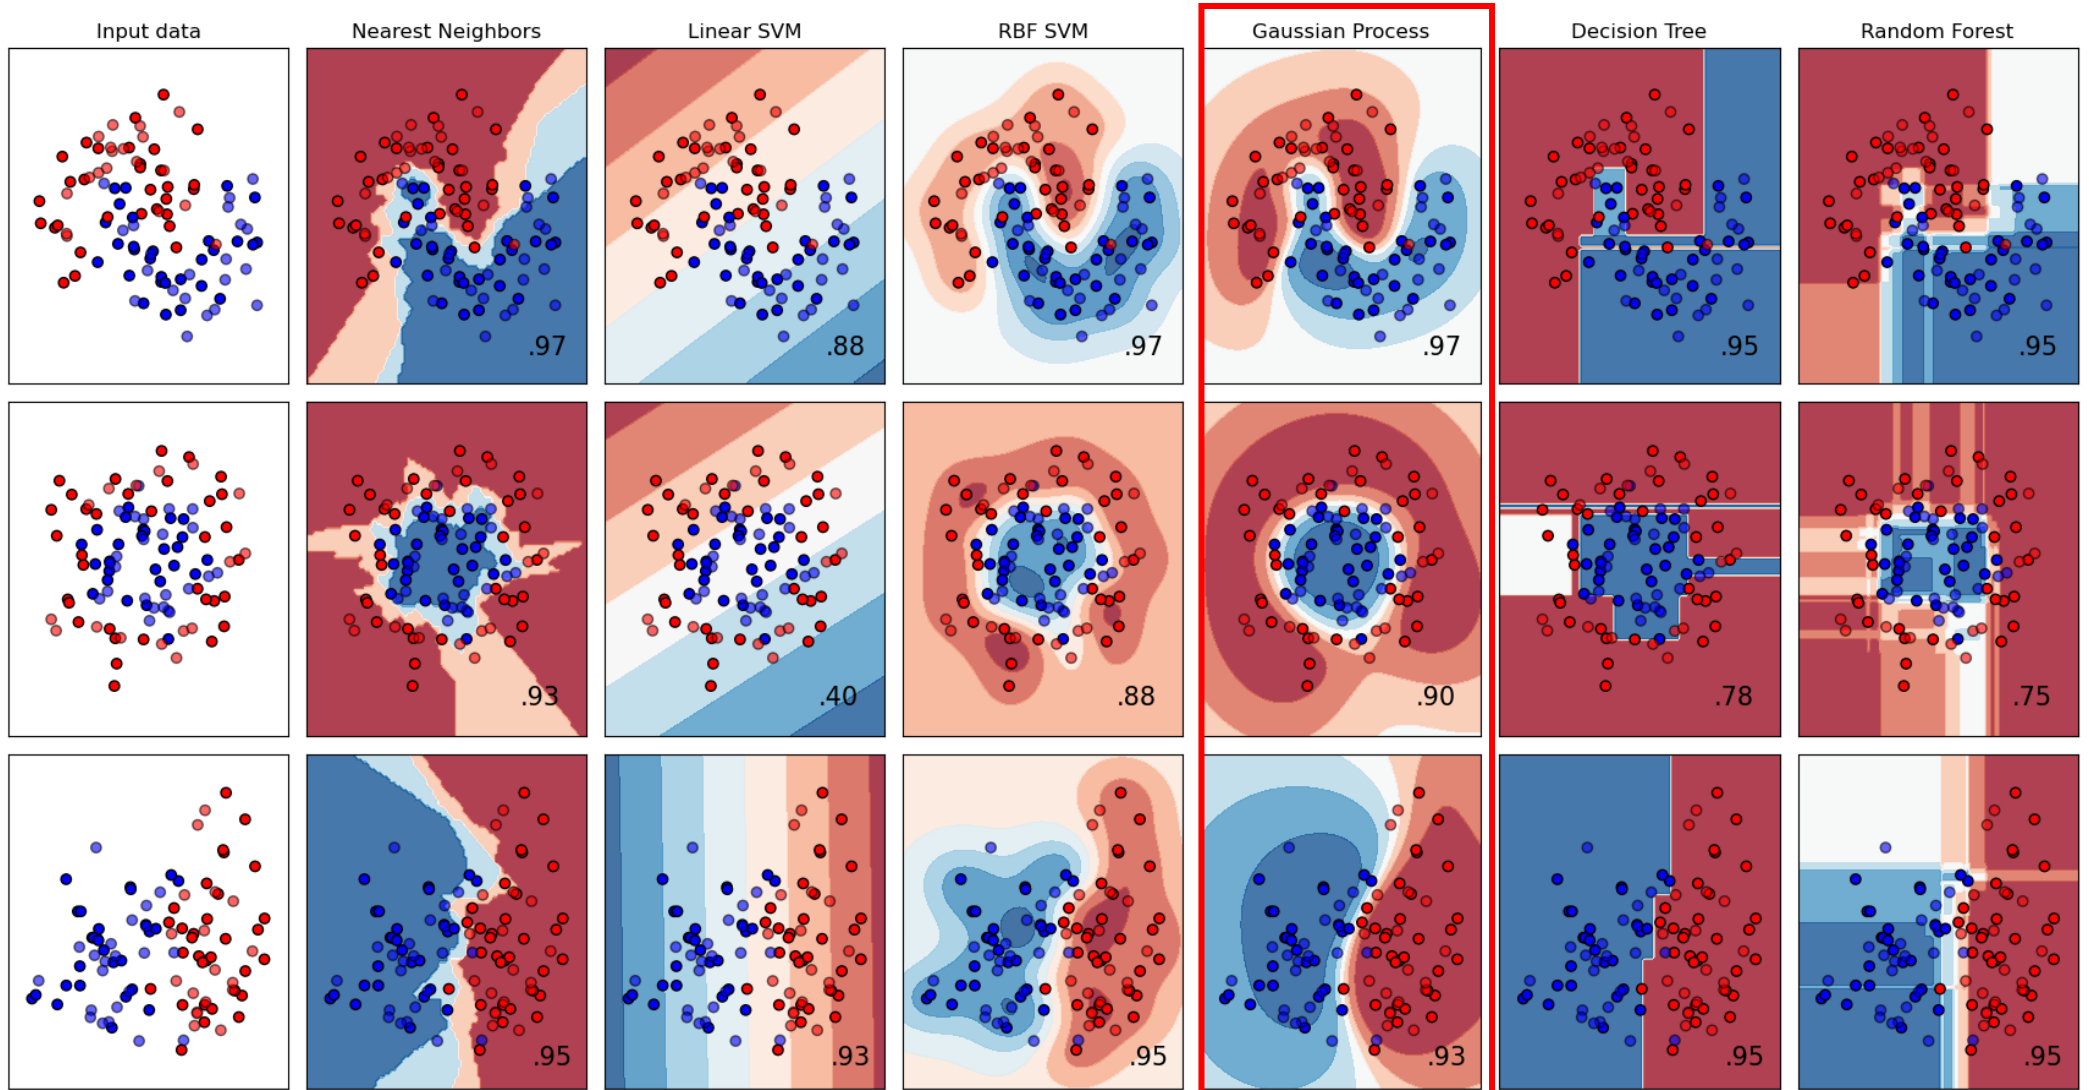 Input data Nearest Neighbors Linear SVM RBF SVM Gaussian Process Decision Tree Random Forest
.97 .88 .97 .97 .95 .95
.93 .40 .88 .90 .78 .75
.95 .93 .95 .93 .95 .95